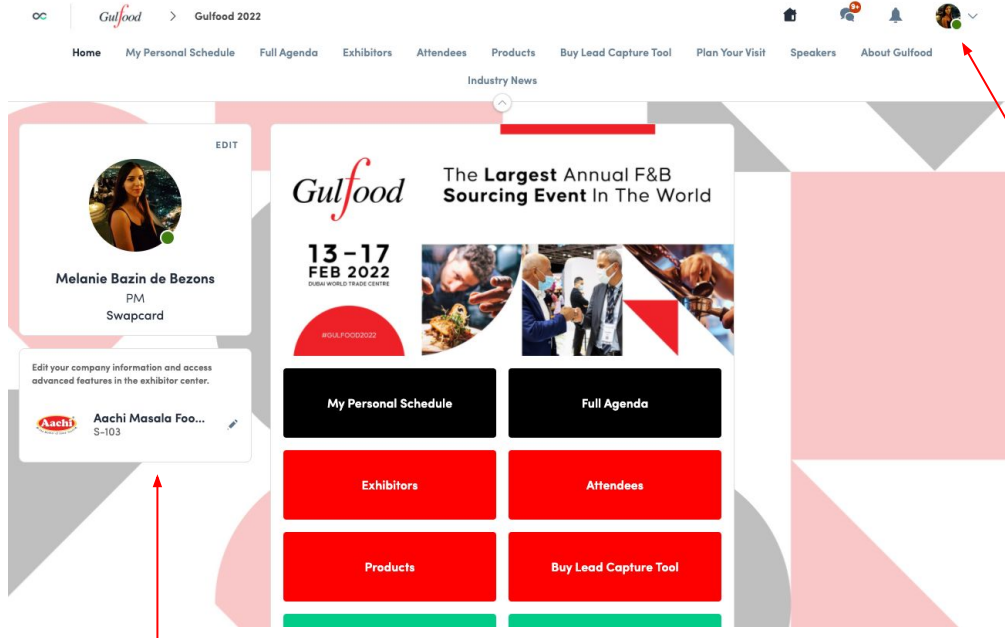 Gulfood > Gulfood 2022
9+
Home My Personal Schedule Full Agenda Exhibitors Attendees Products Buy Lead Capture Tool Plan Your Visit Speakers About Gulfood
Industry News
EDIT
Melanie Bazin de Bezons
PM
Swapcard
Edit your company information and access
advanced features in the exhibitor center.
Aachi
Aachi Masala Foo...
S-103
Gulfood
The Largest Annual F&B
Sourcing Event In The World
13 – 17
FEB 2022
DUBAI WORLD TRADE CENTRE
#GULFOOD2022
My Personal Schedule
Full Agenda
Exhibitors
Attendees
Products
Buy Lead Capture Tool